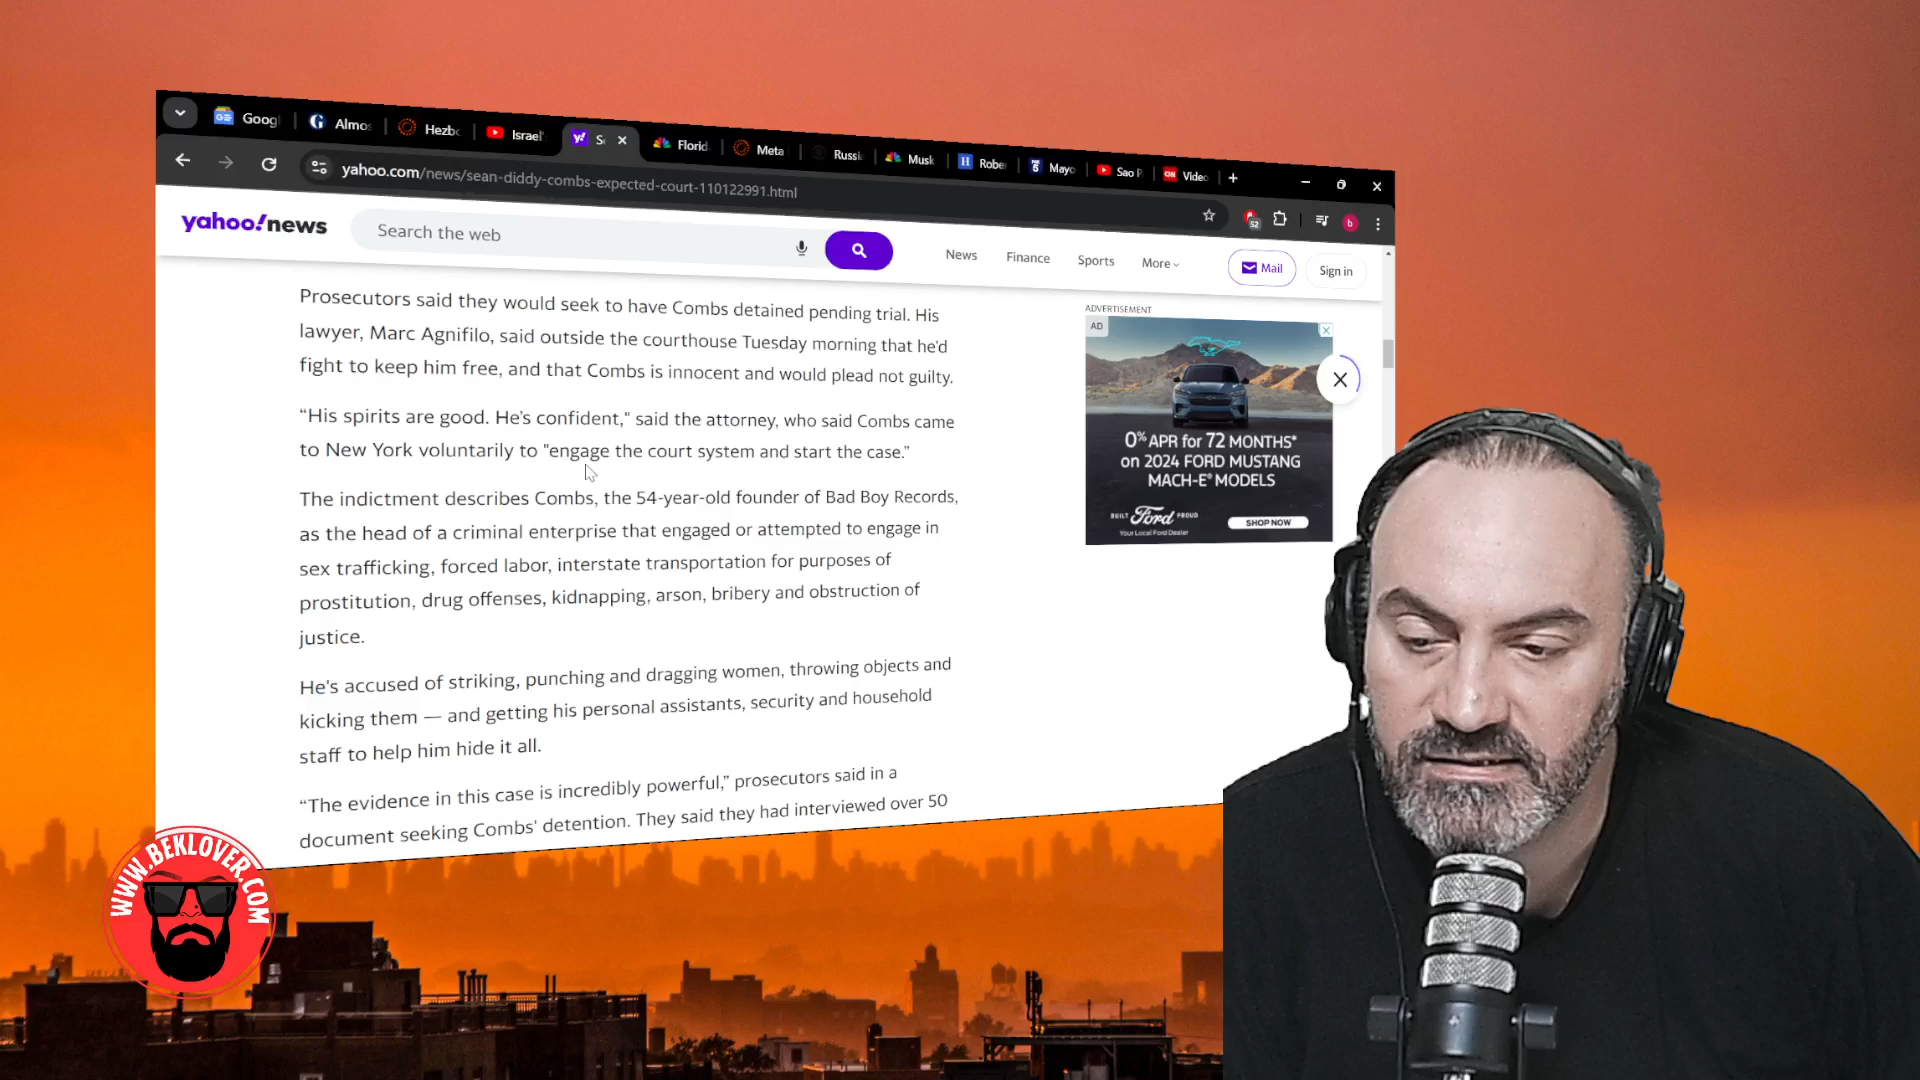 Googl
Almos
Hezbo
Israel'
Se
Florid
Meta
Russia
Musk
Rober
Mayo
Sao P
Video
yahoo.com/news/sean-diddy-combs-expected-court-110122991.html
52
b
yahoo!news
Search the web
News
Finance
Sports
More
Mail
Sign in
Prosecutors said they would seek to have Combs detained pending trial. His
lawyer, Marc Agnifilo, said outside the courthouse Tuesday morning that he'd
fight to keep him free, and that Combs is innocent and would plead not guilty.
“His spirits are good. He's confident,” said the attorney, who said Combs came
to New York voluntarily to "engage the court system and start the case.”
The indictment describes Combs, the 54-year-old founder of Bad Boy Records,
as the head of a criminal enterprise that engaged or attempted to engage in
sex trafficking, forced labor, interstate transportation for purposes of
prostitution, drug offenses, kidnapping, arson, bribery and obstruction of
justice.
He's accused of striking, punching and dragging women, throwing objects and
kicking them — and getting his personal assistants, security and household
staff to help him hide it all.
“The evidence in this case is incredibly powerful,” prosecutors said in a
document seeking Combs' detention. They said they had interviewed over 50
ADVERTISEMENT
AD
0% APR for 72 MONTHS*
on 2024 FORD MUSTANG
MACH-E® MODELS
BUILT Ford PROUD
SHOP NOW
Your Local Ford Dealer
WWW.BEKLOVER.COM